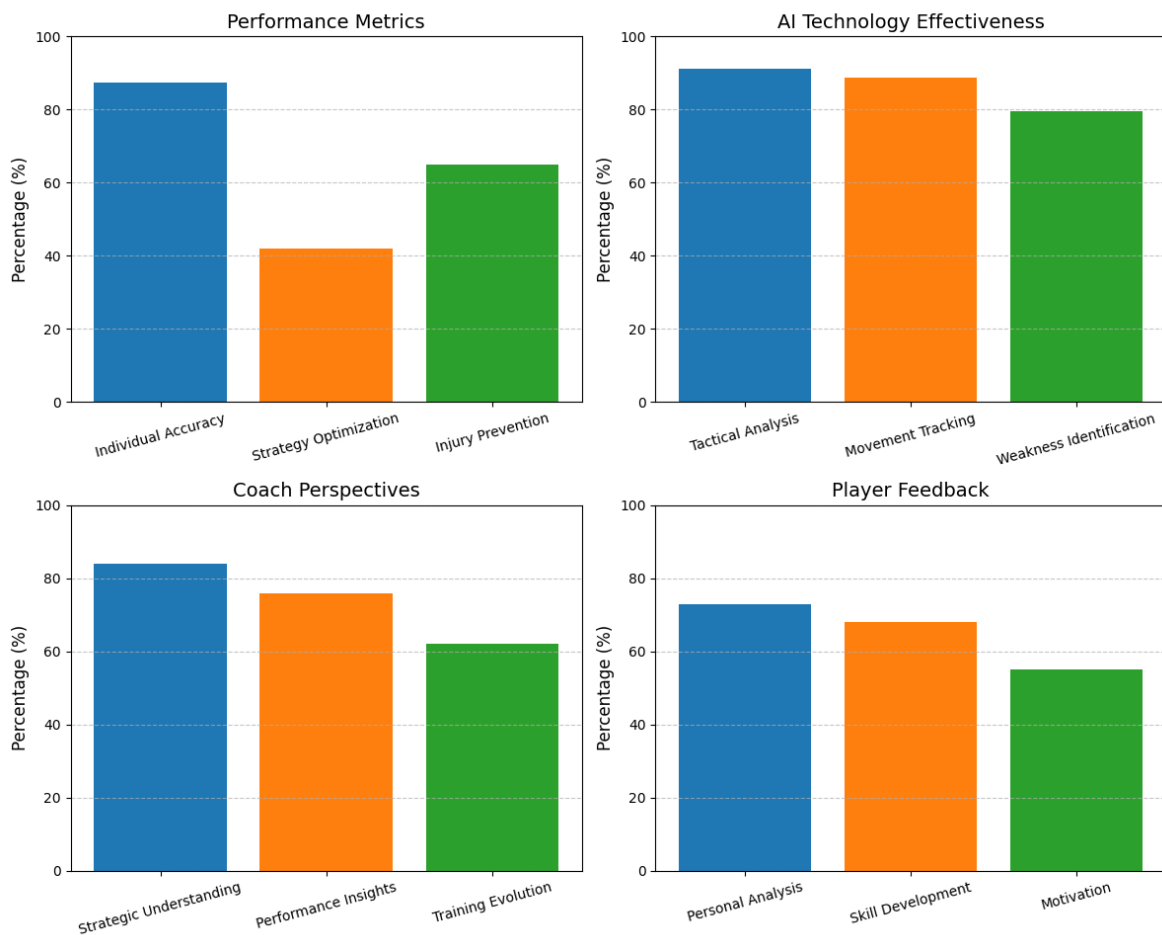 Performance Metrics
Percentage (%)
100
80
60
40
20
0
Individual Accuracy
Strategy Optimization
Injury Prevention
AI Technology Effectiveness
Percentage (%)
100
80
60
40
20
0
Tactical Analysis
Movement Tracking
Weakness Identification
Coach Perspectives
Percentage (%)
100
80
60
40
20
0
Strategic Understanding
Performance Insights
Training Evolution
Player Feedback
Percentage (%)
100
80
60
40
20
0
Personal Analysis
Skill Development
Motivation